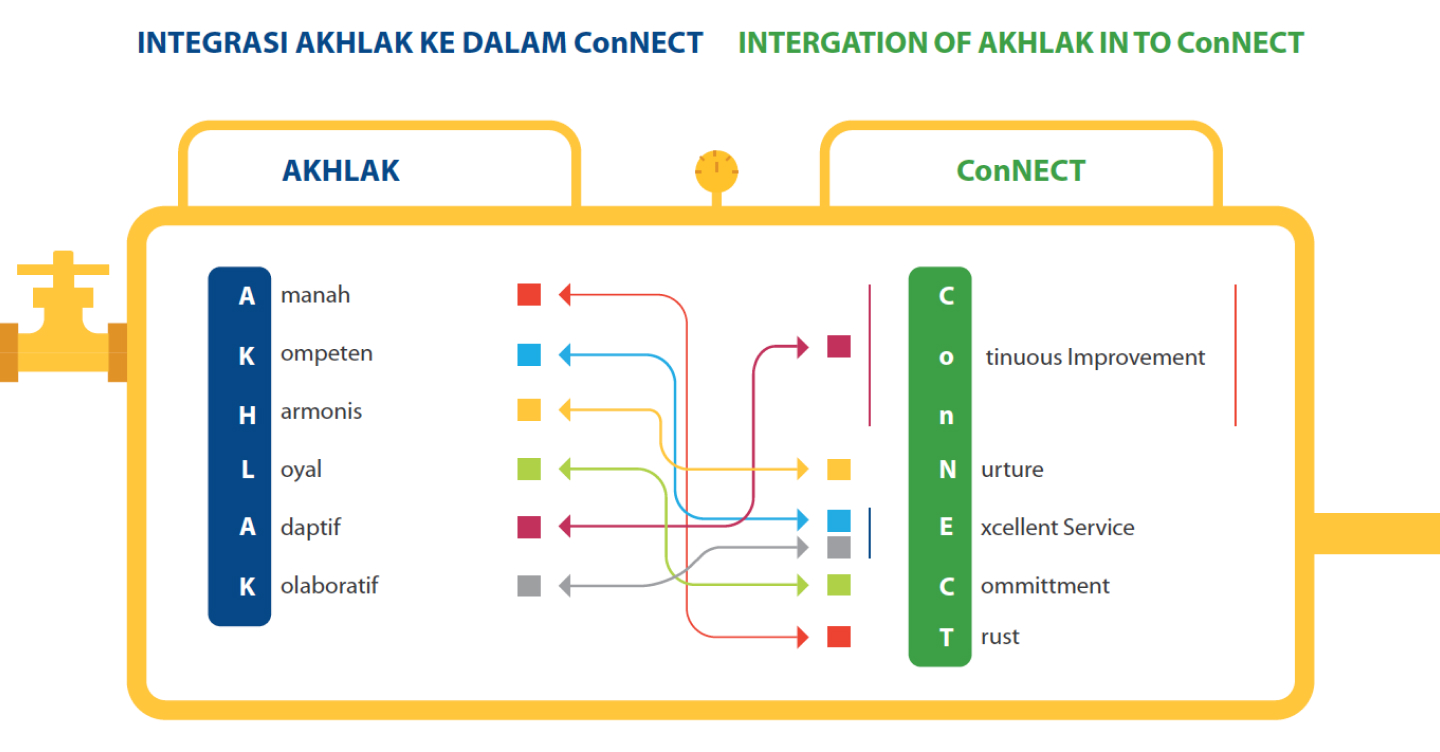 INTEGRASI AKHLAK KE DALAM ConNECT
INTERGATION OF AKHLAK IN TO ConNECT
AKHLAK
A manah
K ompeten
H armonis
L oyal
A daptif
K olaboratif
ConNECT
C
o tinuous Improvement
n
N urture
E xcellent Service
C ommittment
T rust